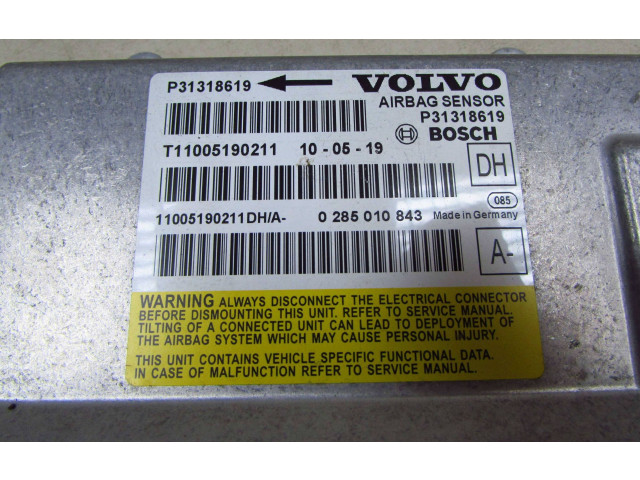 P31318619 VOLVO
AIRBAG SENSOR
P31318619
BOSCH
T11005190211 10 - 05 - 19
DH
085
11005190211DH/A- 0 285 010 843 Made in Germany
A-
WARNING ALWAYS DISCONNECT THE ELECTRICAL CONNECTOR
BEFORE DISMOUNTING THIS UNIT. REFER TO SERVICE MANUAL.
TILTING OF A CONNECTED UNIT CAN LEAD TO DEPLOYMENT OF
THE AIRBAG SYSTEM WHICH MAY CAUSE PERSONAL INJURY.
THIS UNIT CONTAINS VEHICLE SPECIFIC FUNCTIONAL DATA.
IN CASE OF MALFUNCTION REFER TO SERVICE MANUAL.